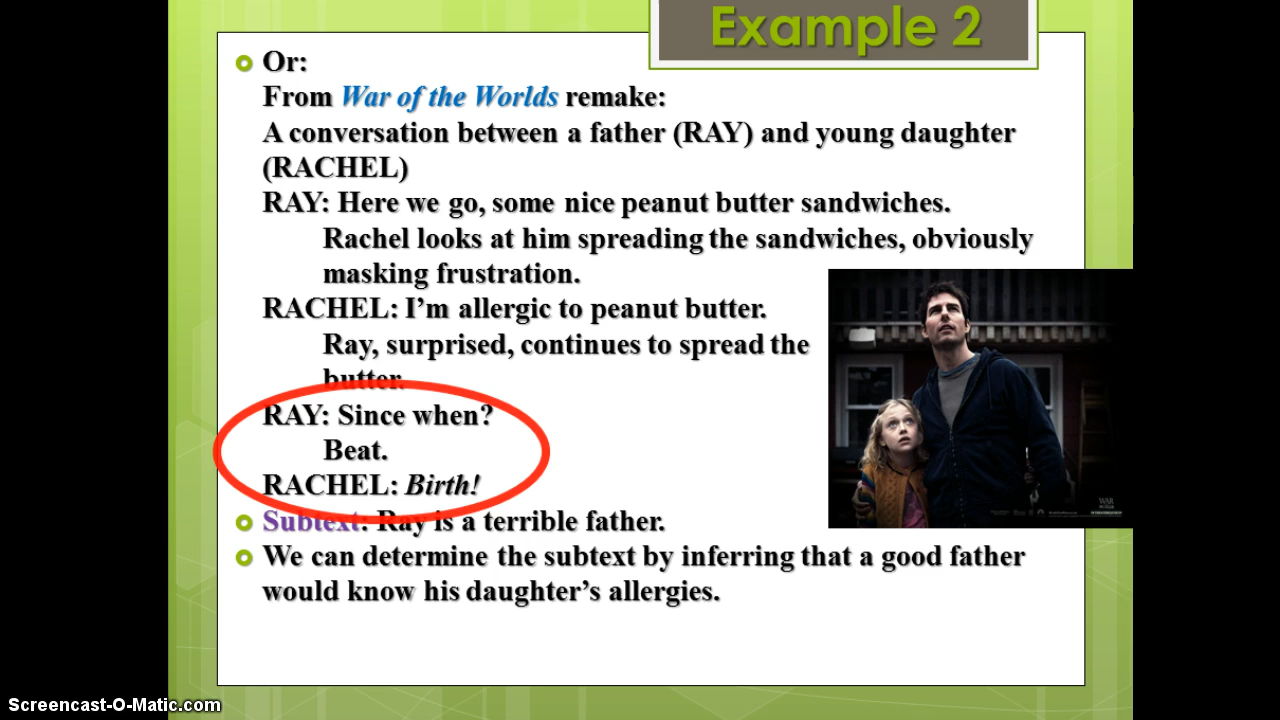 Example 2
Or:
From War of the Worlds remake:
A conversation between a father (RAY) and young daughter
(RACHEL)
RAY: Here we go, some nice peanut butter sandwiches.
Rachel looks at him spreading the sandwiches, obviously
masking frustration.
RACHEL: I’m allergic to peanut butter.
Ray, surprised, continues to spread the
butter.
RAY: Since when?
Beat.
RACHEL: Birth!
Subtext: Ray is a terrible father.
We can determine the subtext by inferring that a good father
would know his daughter’s allergies.
WAR
Screencast-O-Matic.com